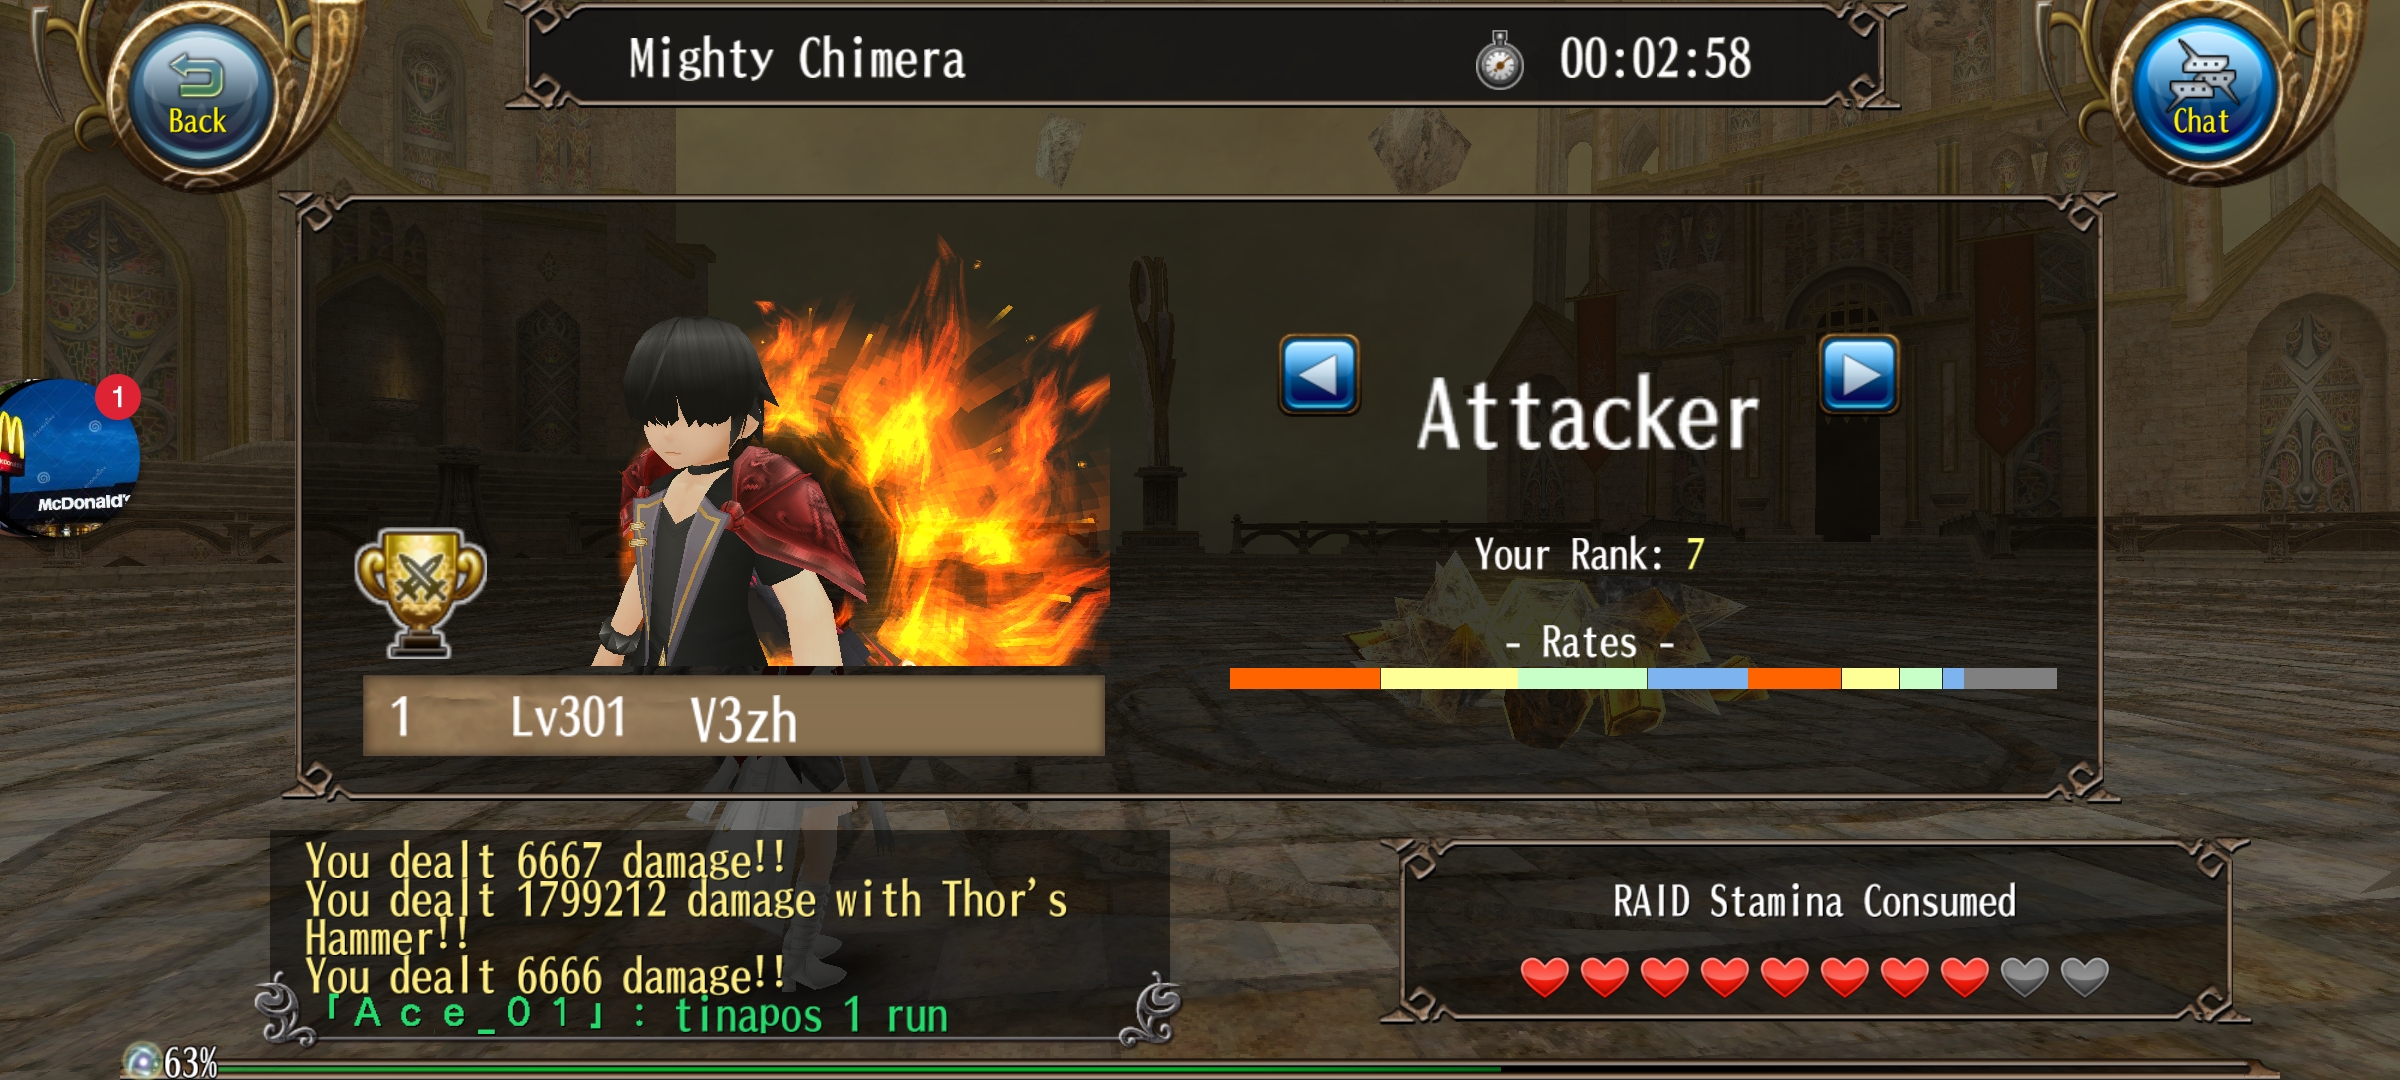 Mighty Chimera
00:02:58
Back
Chat
1
McDonald's
Attacker
Your Rank: 7
- Rates -
1 Lv301 V3zh
You dealt 6667 damage!!
You dealt 1799212 damage with Thor's
Hammer!!
You dealt 6666 damage!!
「Ace_01」: tinapos 1 run
RAID Stamina Consumed
63%